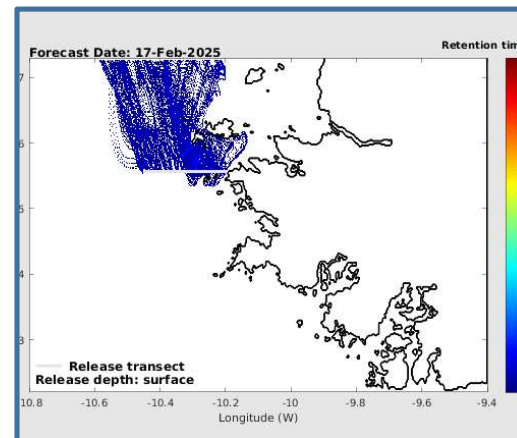 Forecast Date: 17-Feb-2025
Retention tim
7
6
5
4
3
Release transect
Release depth: surface
10.8
-10.6
-10.4
-10.2
-10
-9.8
-9.6
-9.4
Longitude (W)